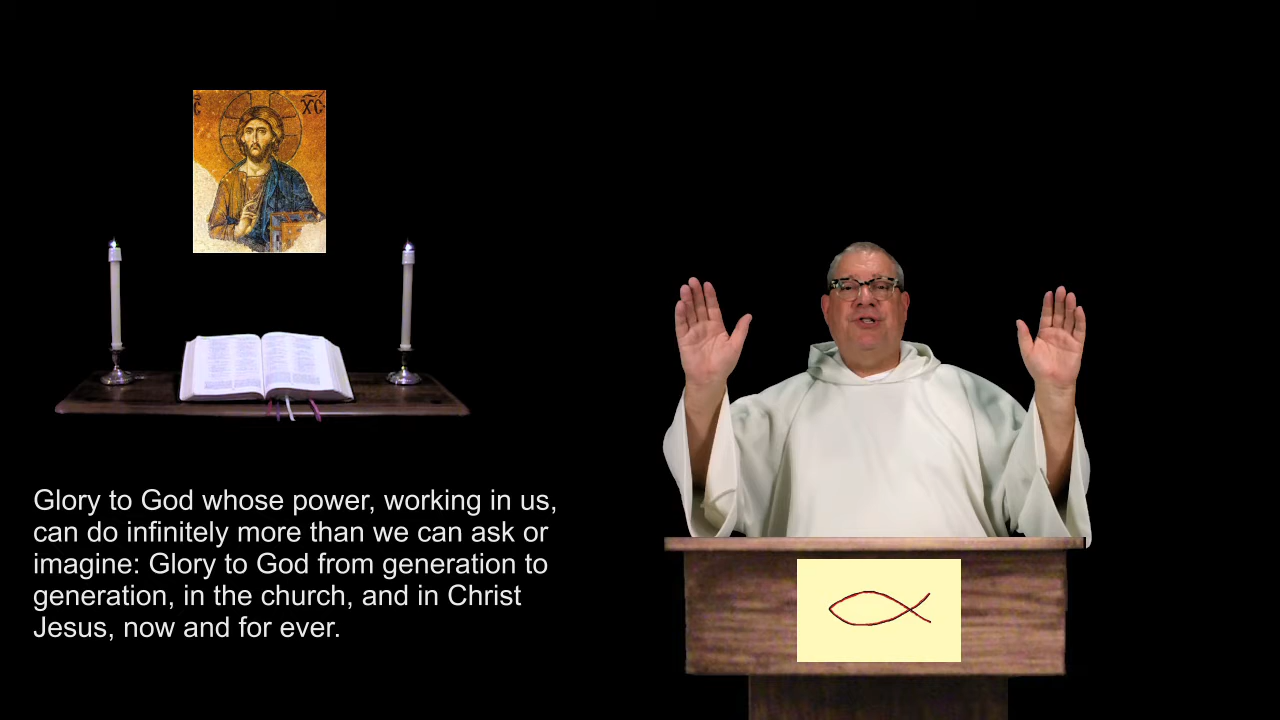 C̅ X̅C̅
Glory to God whose power, working in us,
can do infinitely more than we can ask or
imagine: Glory to God from generation to
generation, in the church, and in Christ
Jesus, now and for ever.